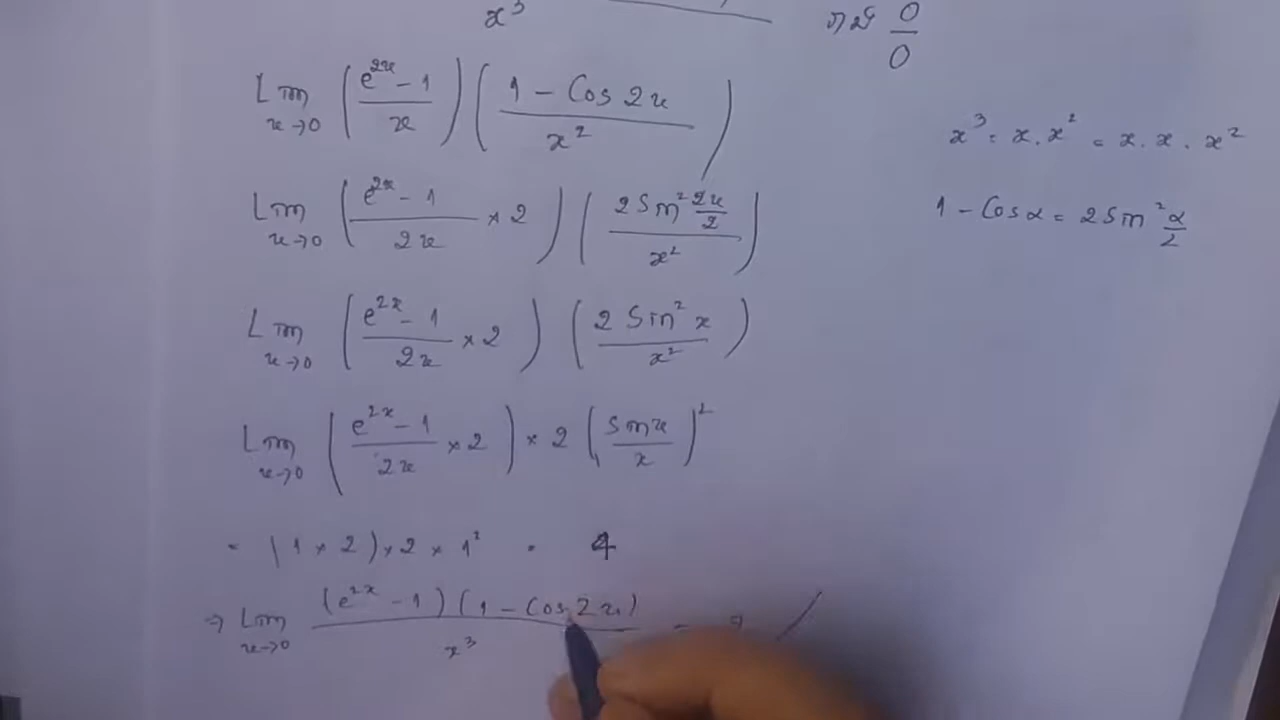 x³
រាង 0/0
Lim x→0 ( (e^2x − 1)/x ) ( (1 − Cos 2x)/x² )
x³ = x . x² = x . x . x²
Lim x→0 ( (e^2x − 1)/2x × 2 ) ( (2 Sin² 2x/2)/x² )
1 − Cos α = 2 Sin² α/2
Lim x→0 ( (e^2x − 1)/2x × 2 ) ( (2 Sin² x)/x² )
Lim x→0 ( (e^2x − 1)/2x × 2 ) × 2 ( Sin x/x )²
= (1 × 2) × 2 × 1² = 4
⇒ Lim x→0 ( (e^2x − 1) (1 − Cos 2x) )/x³ =